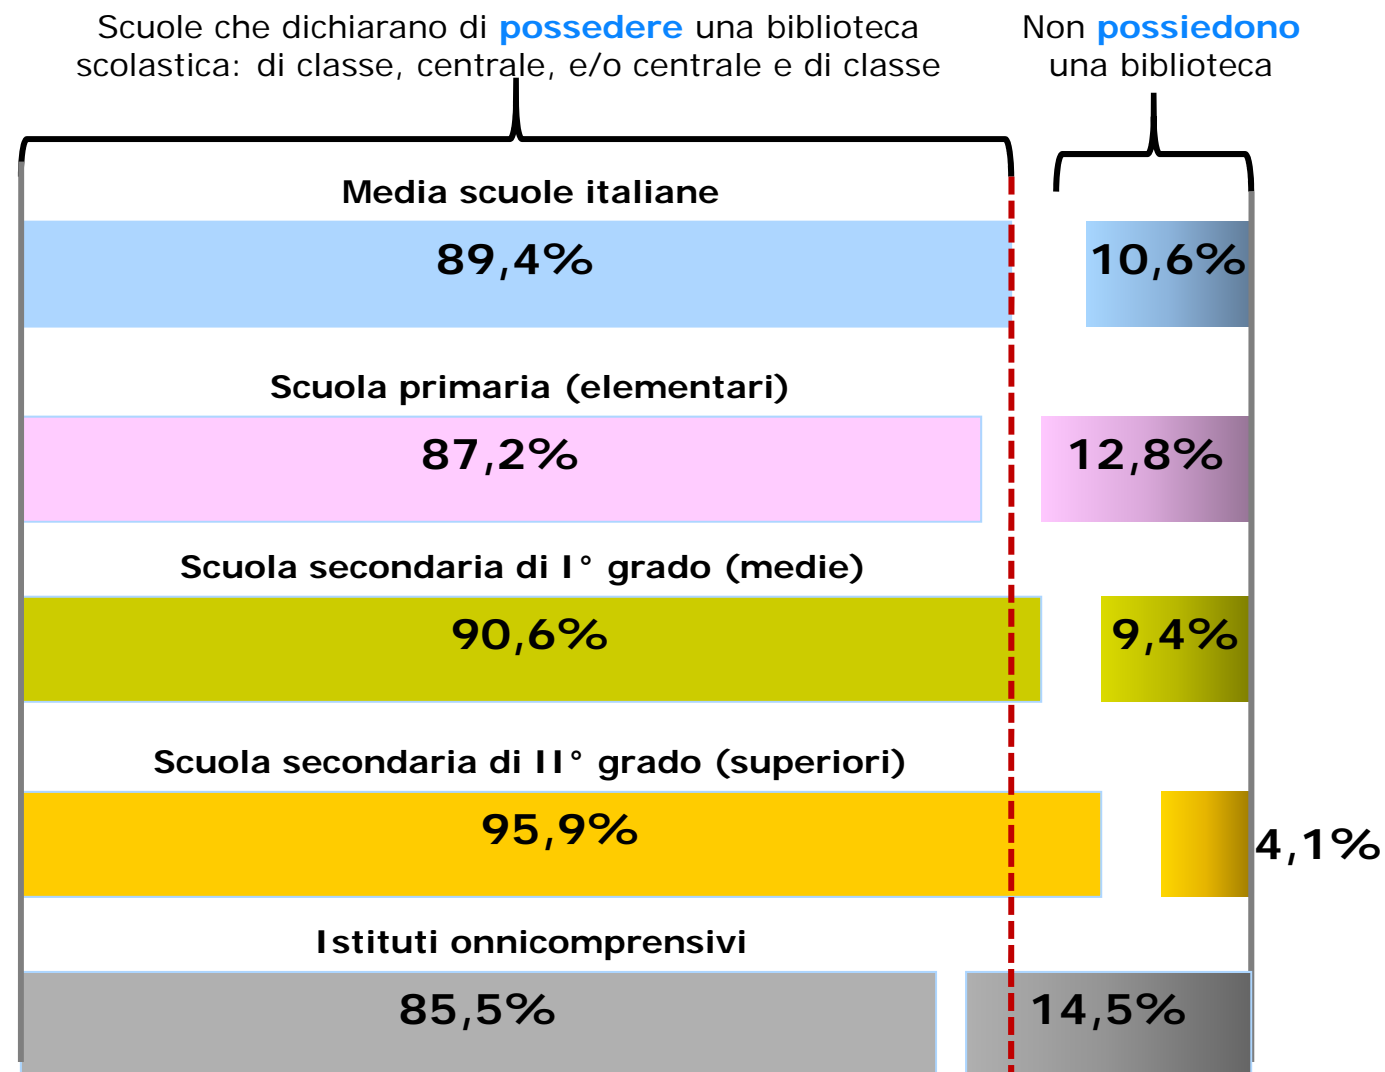 Scuole che dichiarano di possedere una biblioteca
scolastica: di classe, centrale, e/o centrale e di classe
Non possiedono
una biblioteca
Media scuole italiane
89,4%
10,6%
Scuola primaria (elementari)
87,2%
12,8%
Scuola secondaria di I° grado (medie)
90,6%
9,4%
Scuola secondaria di II° grado (superiori)
95,9%
4,1%
Istituti onnicomprensivi
85,5%
14,5%